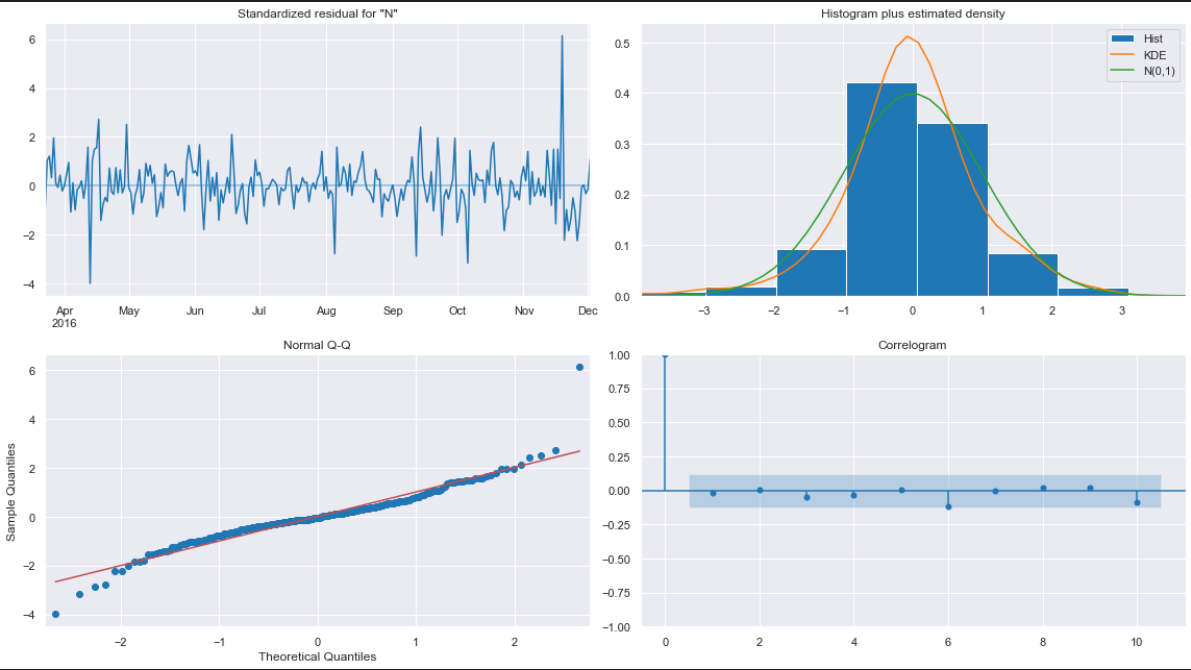 Standardized residual for "N"
6
4
2
0
−2
−4
Apr
2016
May
Jun
Jul
Aug
Sep
Oct
Nov
Dec
Histogram plus estimated density
0.5
0.4
0.3
0.2
0.1
0.0
−3
−2
−1
0
1
2
3
Hist
KDE
N(0,1)
Normal Q-Q
Sample Quantiles
6
4
2
0
−2
−4
−2
−1
0
1
2
Theoretical Quantiles
Correlogram
1.00
0.75
0.50
0.25
0.00
−0.25
−0.50
−0.75
−1.00
0
2
4
6
8
10